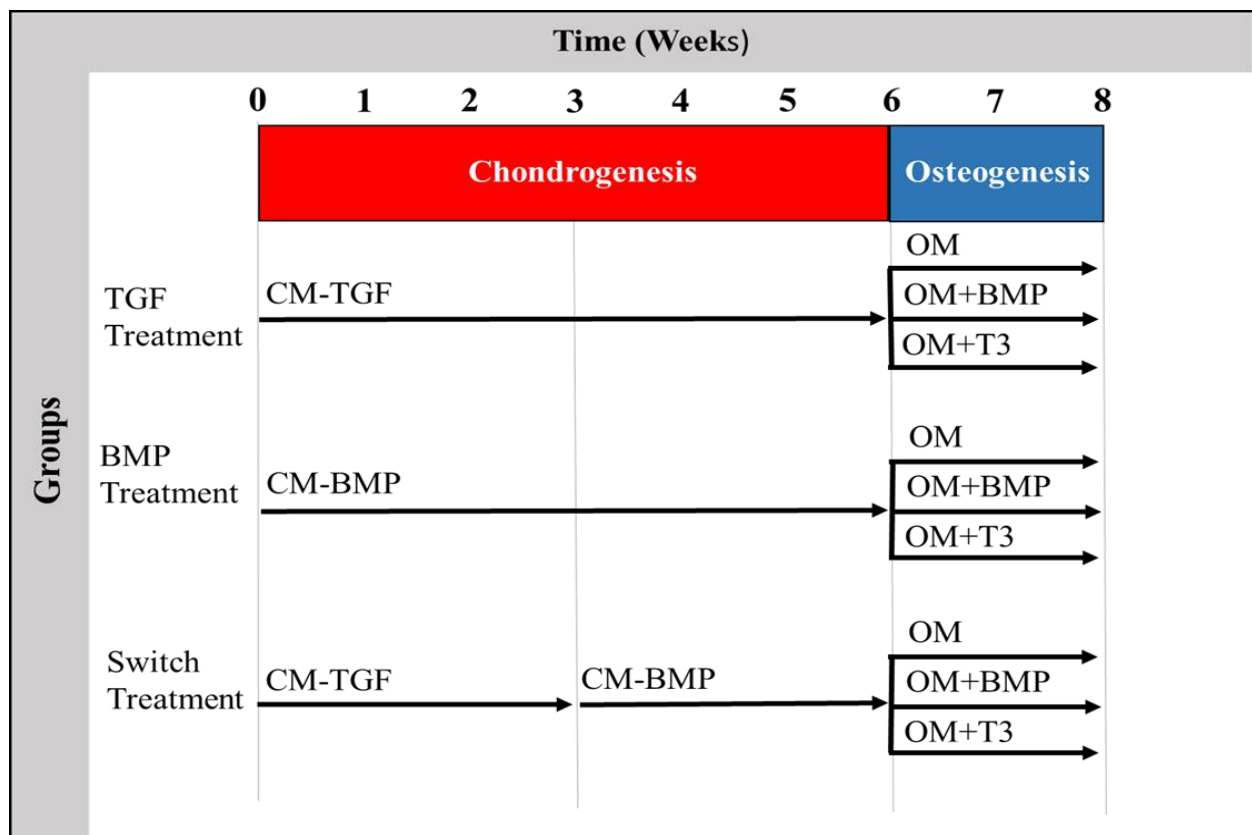 Time (Weeks)
0 1 2 3 4 5 6 7 8
Chondrogenesis Osteogenesis
Groups
TGF
Treatment
CM-TGF
OM
OM+BMP
OM+T3
BMP
Treatment
CM-BMP
OM
OM+BMP
OM+T3
Switch
Treatment
CM-TGF
CM-BMP
OM
OM+BMP
OM+T3